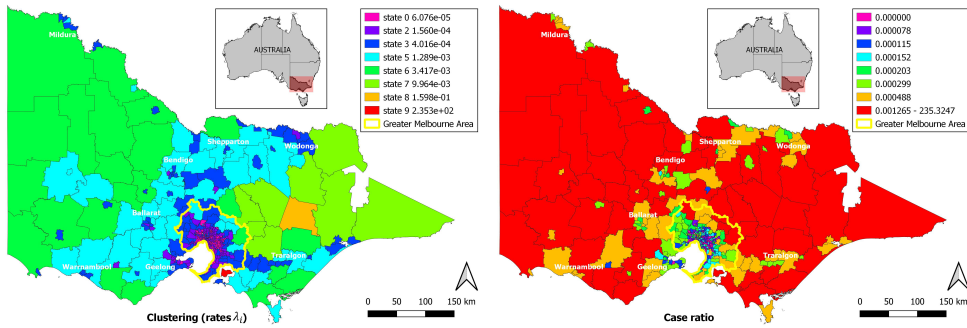 AUSTRALIA
state 0 6.076e-05
state 2 1.560e-04
state 3 4.016e-04
state 5 1.289e-03
state 6 3.417e-03
state 7 9.964e-03
state 8 1.598e-01
state 9 2.353e+02
Greater Melbourne Area
Mildura
Shepparton
Wodonga
Bendigo
Ballarat
Geelong
Warrnambool
Traralgon
0 50 100 150 km
Clustering (rates λi)
AUSTRALIA
0.000000
0.000078
0.000115
0.000152
0.000203
0.000299
0.000488
0.001265 - 235.3247
Greater Melbourne Area
Mildura
Shepparton
Wodonga
Bendigo
Ballarat
Geelong
Warrnambool
Traralgon
0 50 100 150 km
Case ratio